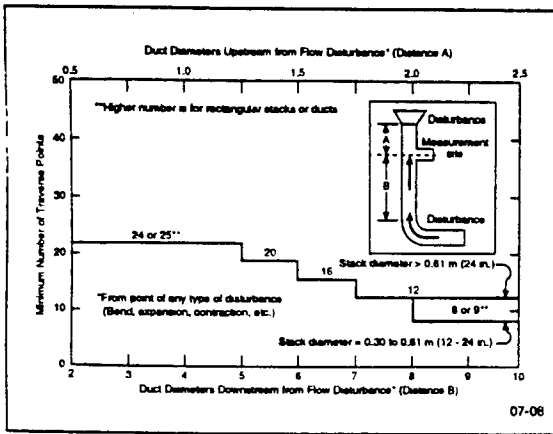 Duct Diameters Upstream from Flow Disturbance* (Distance A)
0.5 1.0 1.5 2.0 2.5
50
40
30
20
10
0
Minimum Number of Traverse Points
**Higher number is for rectangular stacks or ducts
Disturbance
A
Measurement
site
B
Disturbance
24 or 25**
20
16
12
8 or 9**
Stack diameter > 0.61 m (24 in.)
*From point of any type of disturbance
(Bend, expansion, contraction, etc.)
Stack diameter = 0.30 to 0.61 m (12 - 24 in.)
2 3 4 5 6 7 8 9 10
Duct Diameters Downstream from Flow Disturbance* (Distance B)
07-08